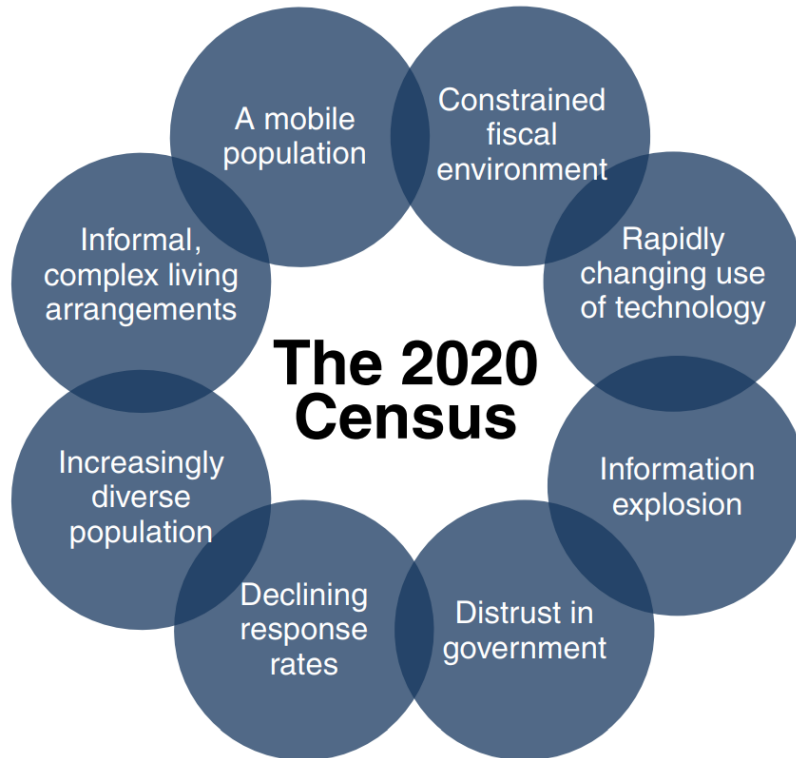 A mobile
population
Constrained
fiscal
environment
Rapidly
changing use
of technology
Information
explosion
Distrust in
government
Declining
response
rates
Increasingly
diverse
population
Informal,
complex living
arrangements
The 2020
Census